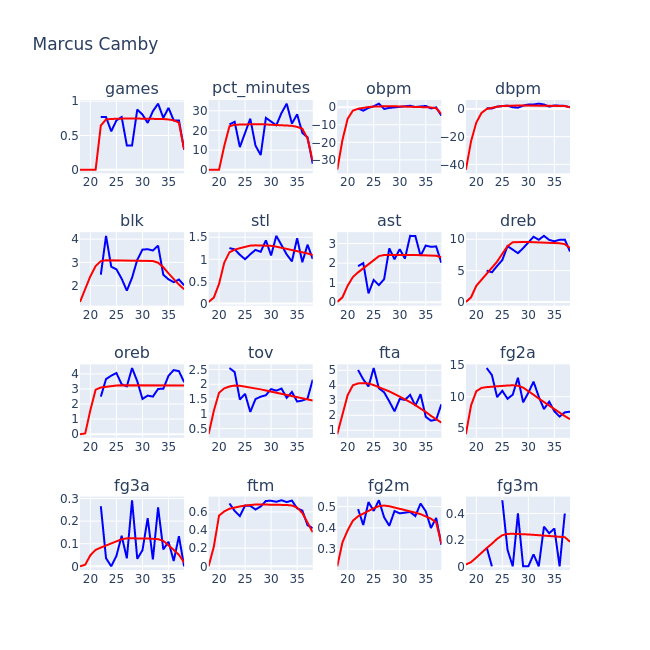 Marcus Camby
games pct_minutes obpm dbpm
1 0.5 0
30 20 10 0
0 −10 −20 −30
0 −20 −40
20 25 30 35 20 25 30 35 20 25 30 35 20 25 30 35
blk stl ast dreb
4 3 2
1.5 1 0.5 0
3 2 1 0
10 5 0
20 25 30 35 20 25 30 35 20 25 30 35 20 25 30 35
oreb tov fta fg2a
4 3 2 1 0
2.5 2 1.5 1 0.5
5 4 3 2 1
15 10 5
20 25 30 35 20 25 30 35 20 25 30 35 20 25 30 35
fg3a ftm fg2m fg3m
0.3 0.2 0.1 0
0.6 0.4 0.2 0
0.5 0.4 0.3
0.4 0.2 0
20 25 30 35 20 25 30 35 20 25 30 35 20 25 30 35